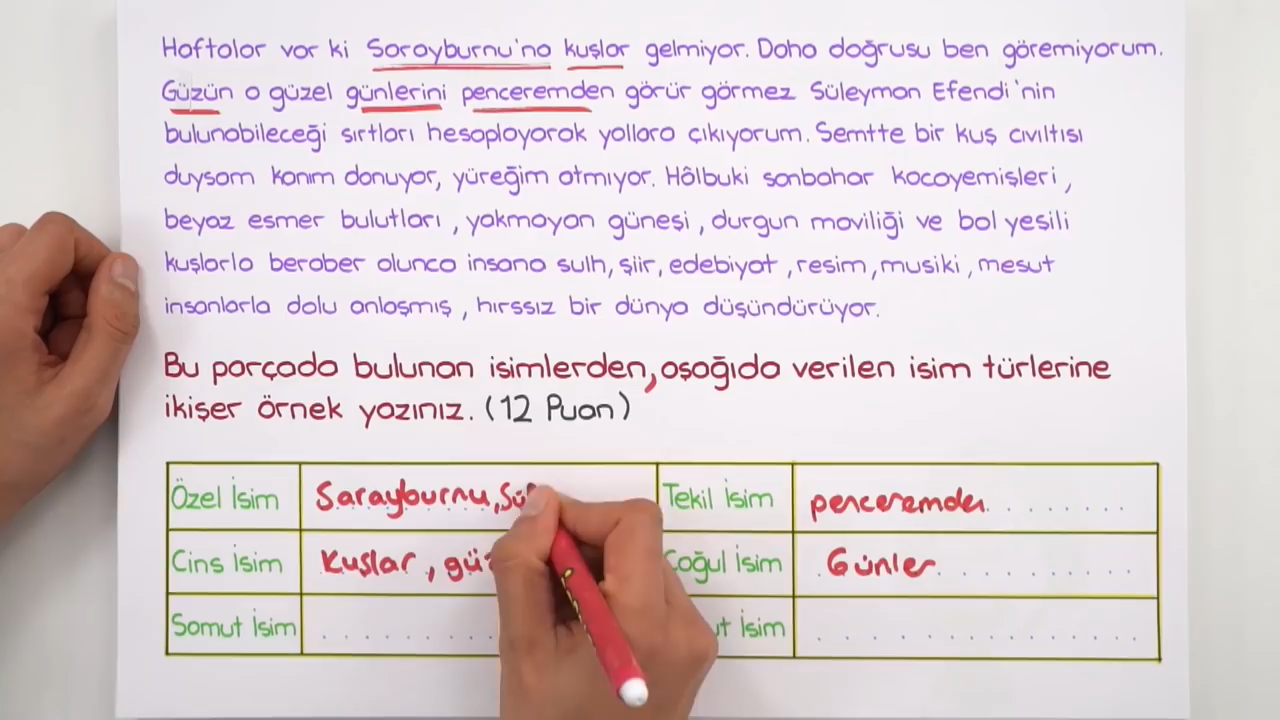 Haftalar var ki Sarayburnu'na kuşlar gelmiyor. Daha doğrusu ben göremiyorum.
Güzün o güzel günlerini penceremden görür görmez Süleyman Efendi'nin
bulunabileceği sırtları hesaplayarak yollara çıkıyorum. Semtte bir kuş cıvıltısı
duysam kanım donuyor, yüreğim atmıyor. Hâlbuki sonbahar kocayemişleri,
beyaz esmer bulutları, yakmayan güneşi, durgun maviliği ve bol yeşili
kuşlarla beraber olunca insana sulh, şiir, edebiyat, resim, musiki, mesut
insanlarla dolu anlaşmış, hırssız bir dünya düşündürüyor.
Bu parçada bulunan isimlerden, aşağıda verilen isim türlerine
ikişer örnek yazınız. (12 Puan)
Özel İsim Sarayburnu, Sü Tekil İsim penceremden
Cins İsim Kuşlar, gü Çoğul İsim Günler
Somut İsim İsim